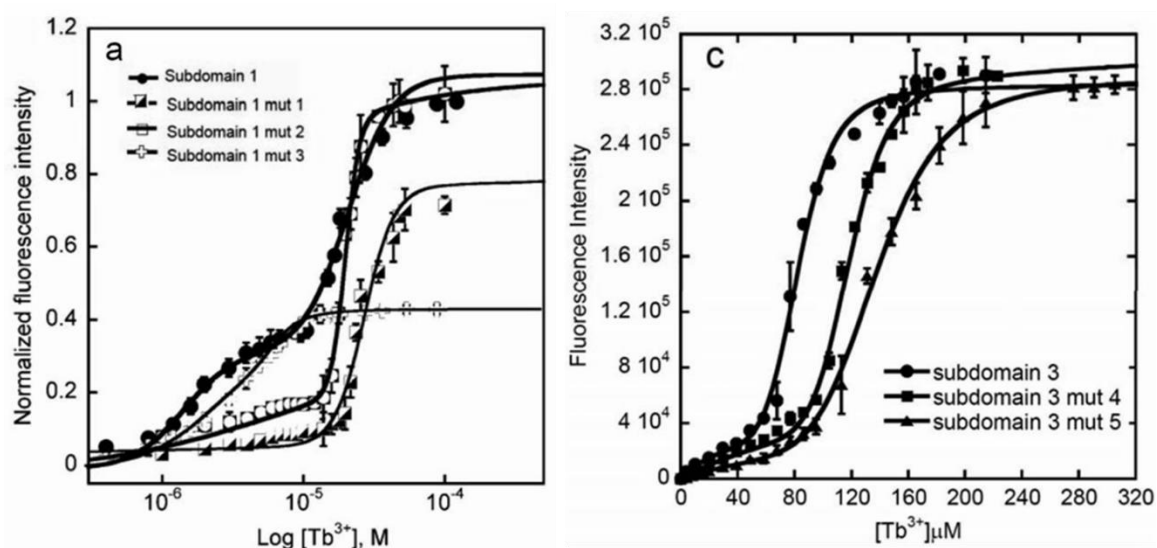 a
Subdomain 1
Subdomain 1 mut 1
Subdomain 1 mut 2
Subdomain 1 mut 3
Normalized fluorescence intensity
1.2
1
0.8
0.6
0.4
0.2
0
10⁻⁶
10⁻⁵
10⁻⁴
Log [Tb³⁺], M
c
Fluorescence Intensity
3.2 10⁵
2.8 10⁵
2.4 10⁵
2 10⁵
1.6 10⁵
1.2 10⁵
8 10⁴
4 10⁴
0
subdomain 3
subdomain 3 mut 4
subdomain 3 mut 5
0 40 80 120 160 200 240 280 320
[Tb³⁺]μM